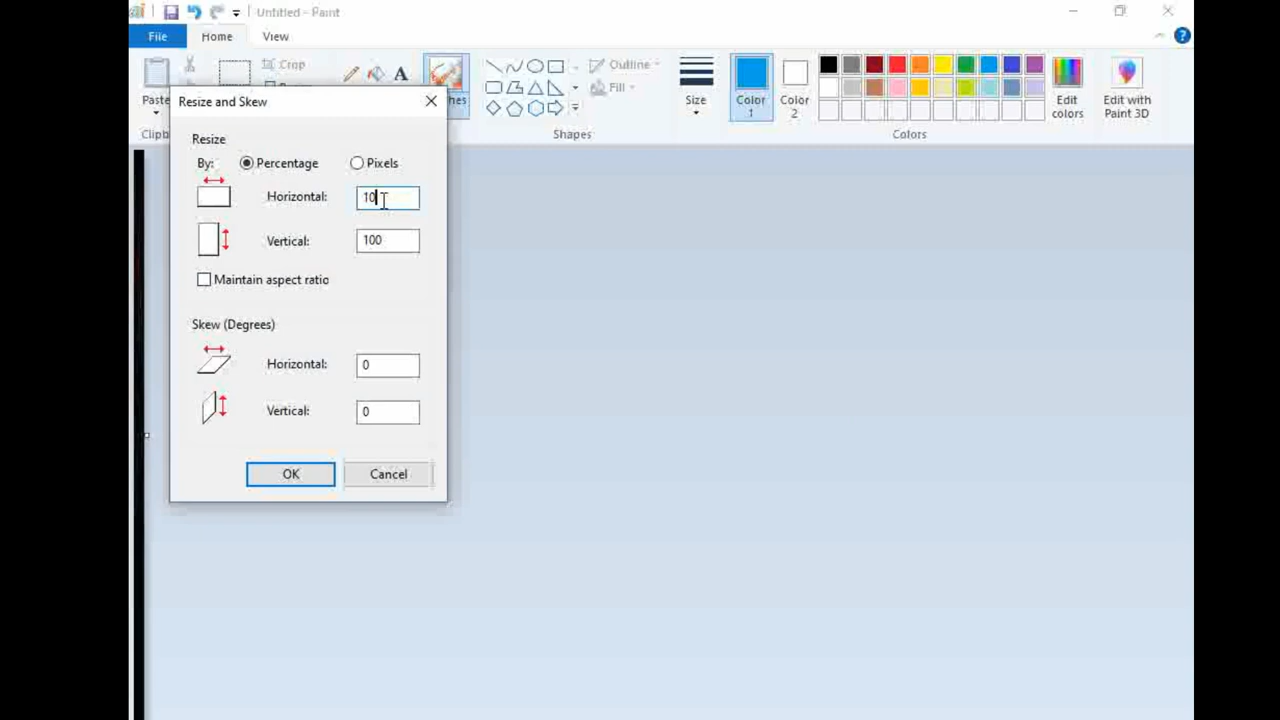 Untitled - Paint
File Home View
Paste
Crop
A
hes
Outline
Fill
Size
Color 1
Color 2
Edit colors
Edit with Paint 3D
Shapes
Colors
Resize and Skew
Resize
By: Percentage Pixels
Horizontal: 10
Vertical: 100
Maintain aspect ratio
Skew (Degrees)
Horizontal: 0
Vertical: 0
OK Cancel